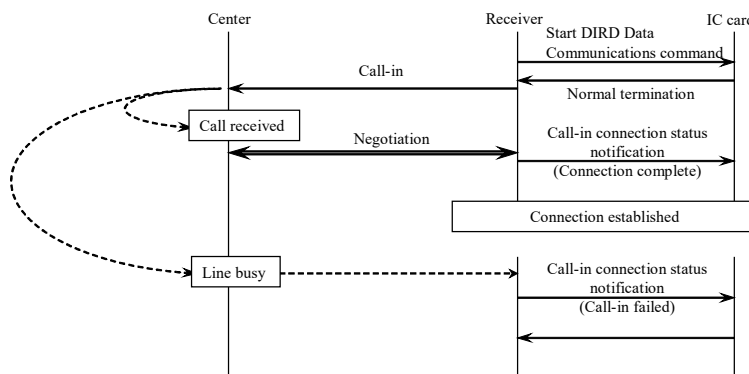 Center
Receiver
IC card
Start DIRD Data
Communications command
Call-in
Normal termination
Call received
Negotiation
Call-in connection status
notification
(Connection complete)
Connection established
Line busy
Call-in connection status
notification
(Call-in failed)